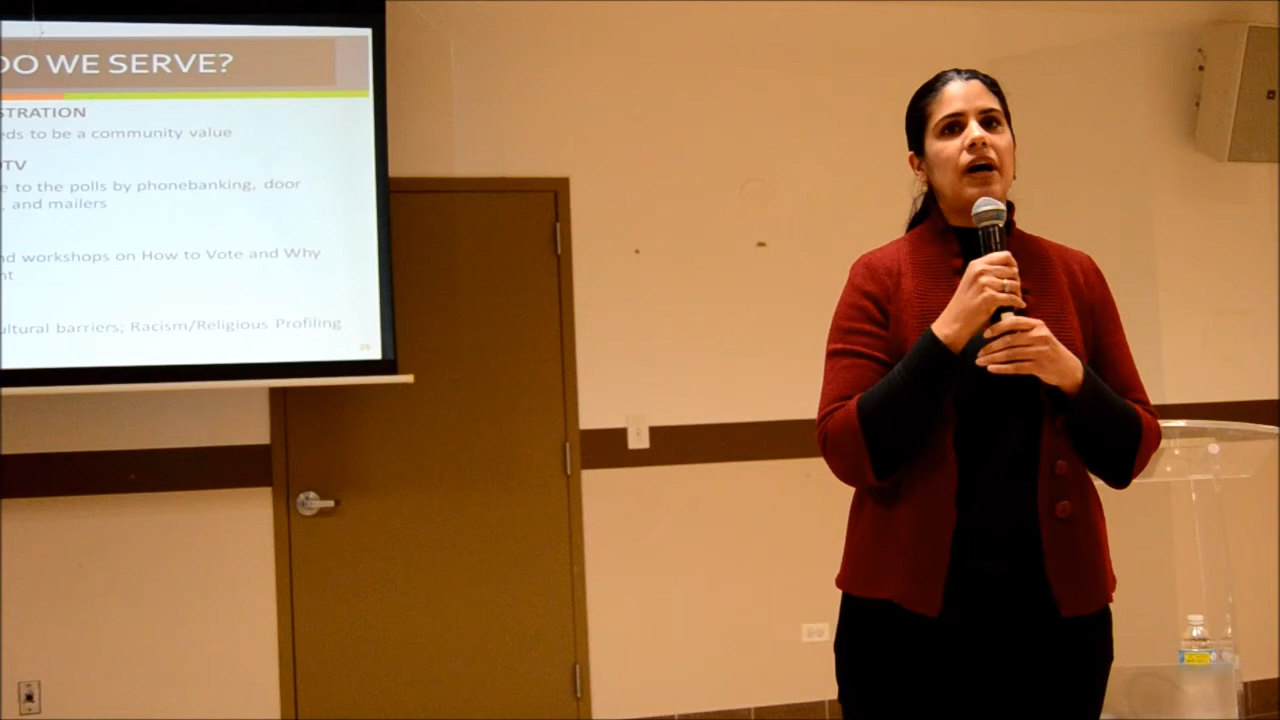 DO WE SERVE?
STRATION
eds to be a community value
OTV
e to the polls by phonebanking, door
, and mailers
nd workshops on How to Vote and Why
nt
ultural barriers; Racism/Religious Profiling